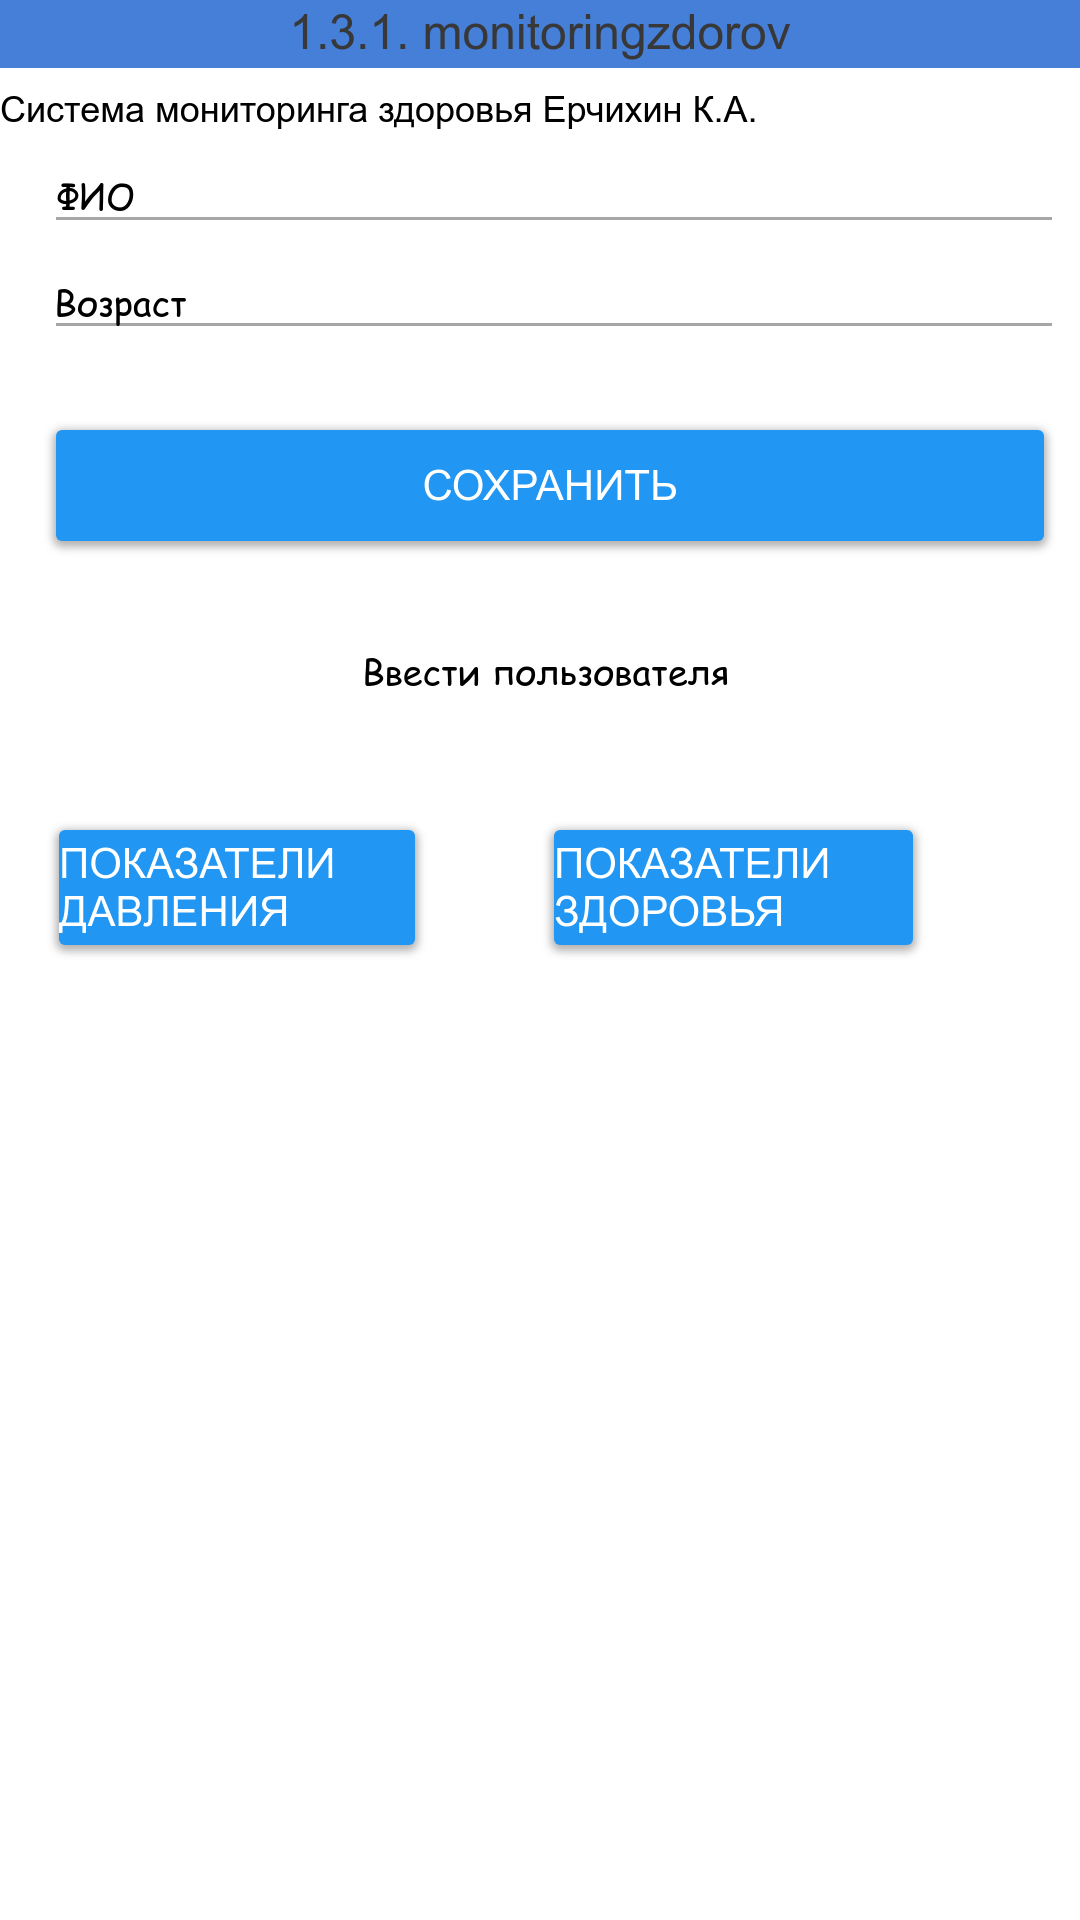 1.3.1. monitoringzdorov
Система мониторинга здоровья Ерчихин К.А.
ФИО
Возраст
СОХРАНИТЬ
Ввести пользователя
ПОКАЗАТЕЛИ
ДАВЛЕНИЯ
ПОКАЗАТЕЛИ
ЗДОРОВЬЯ